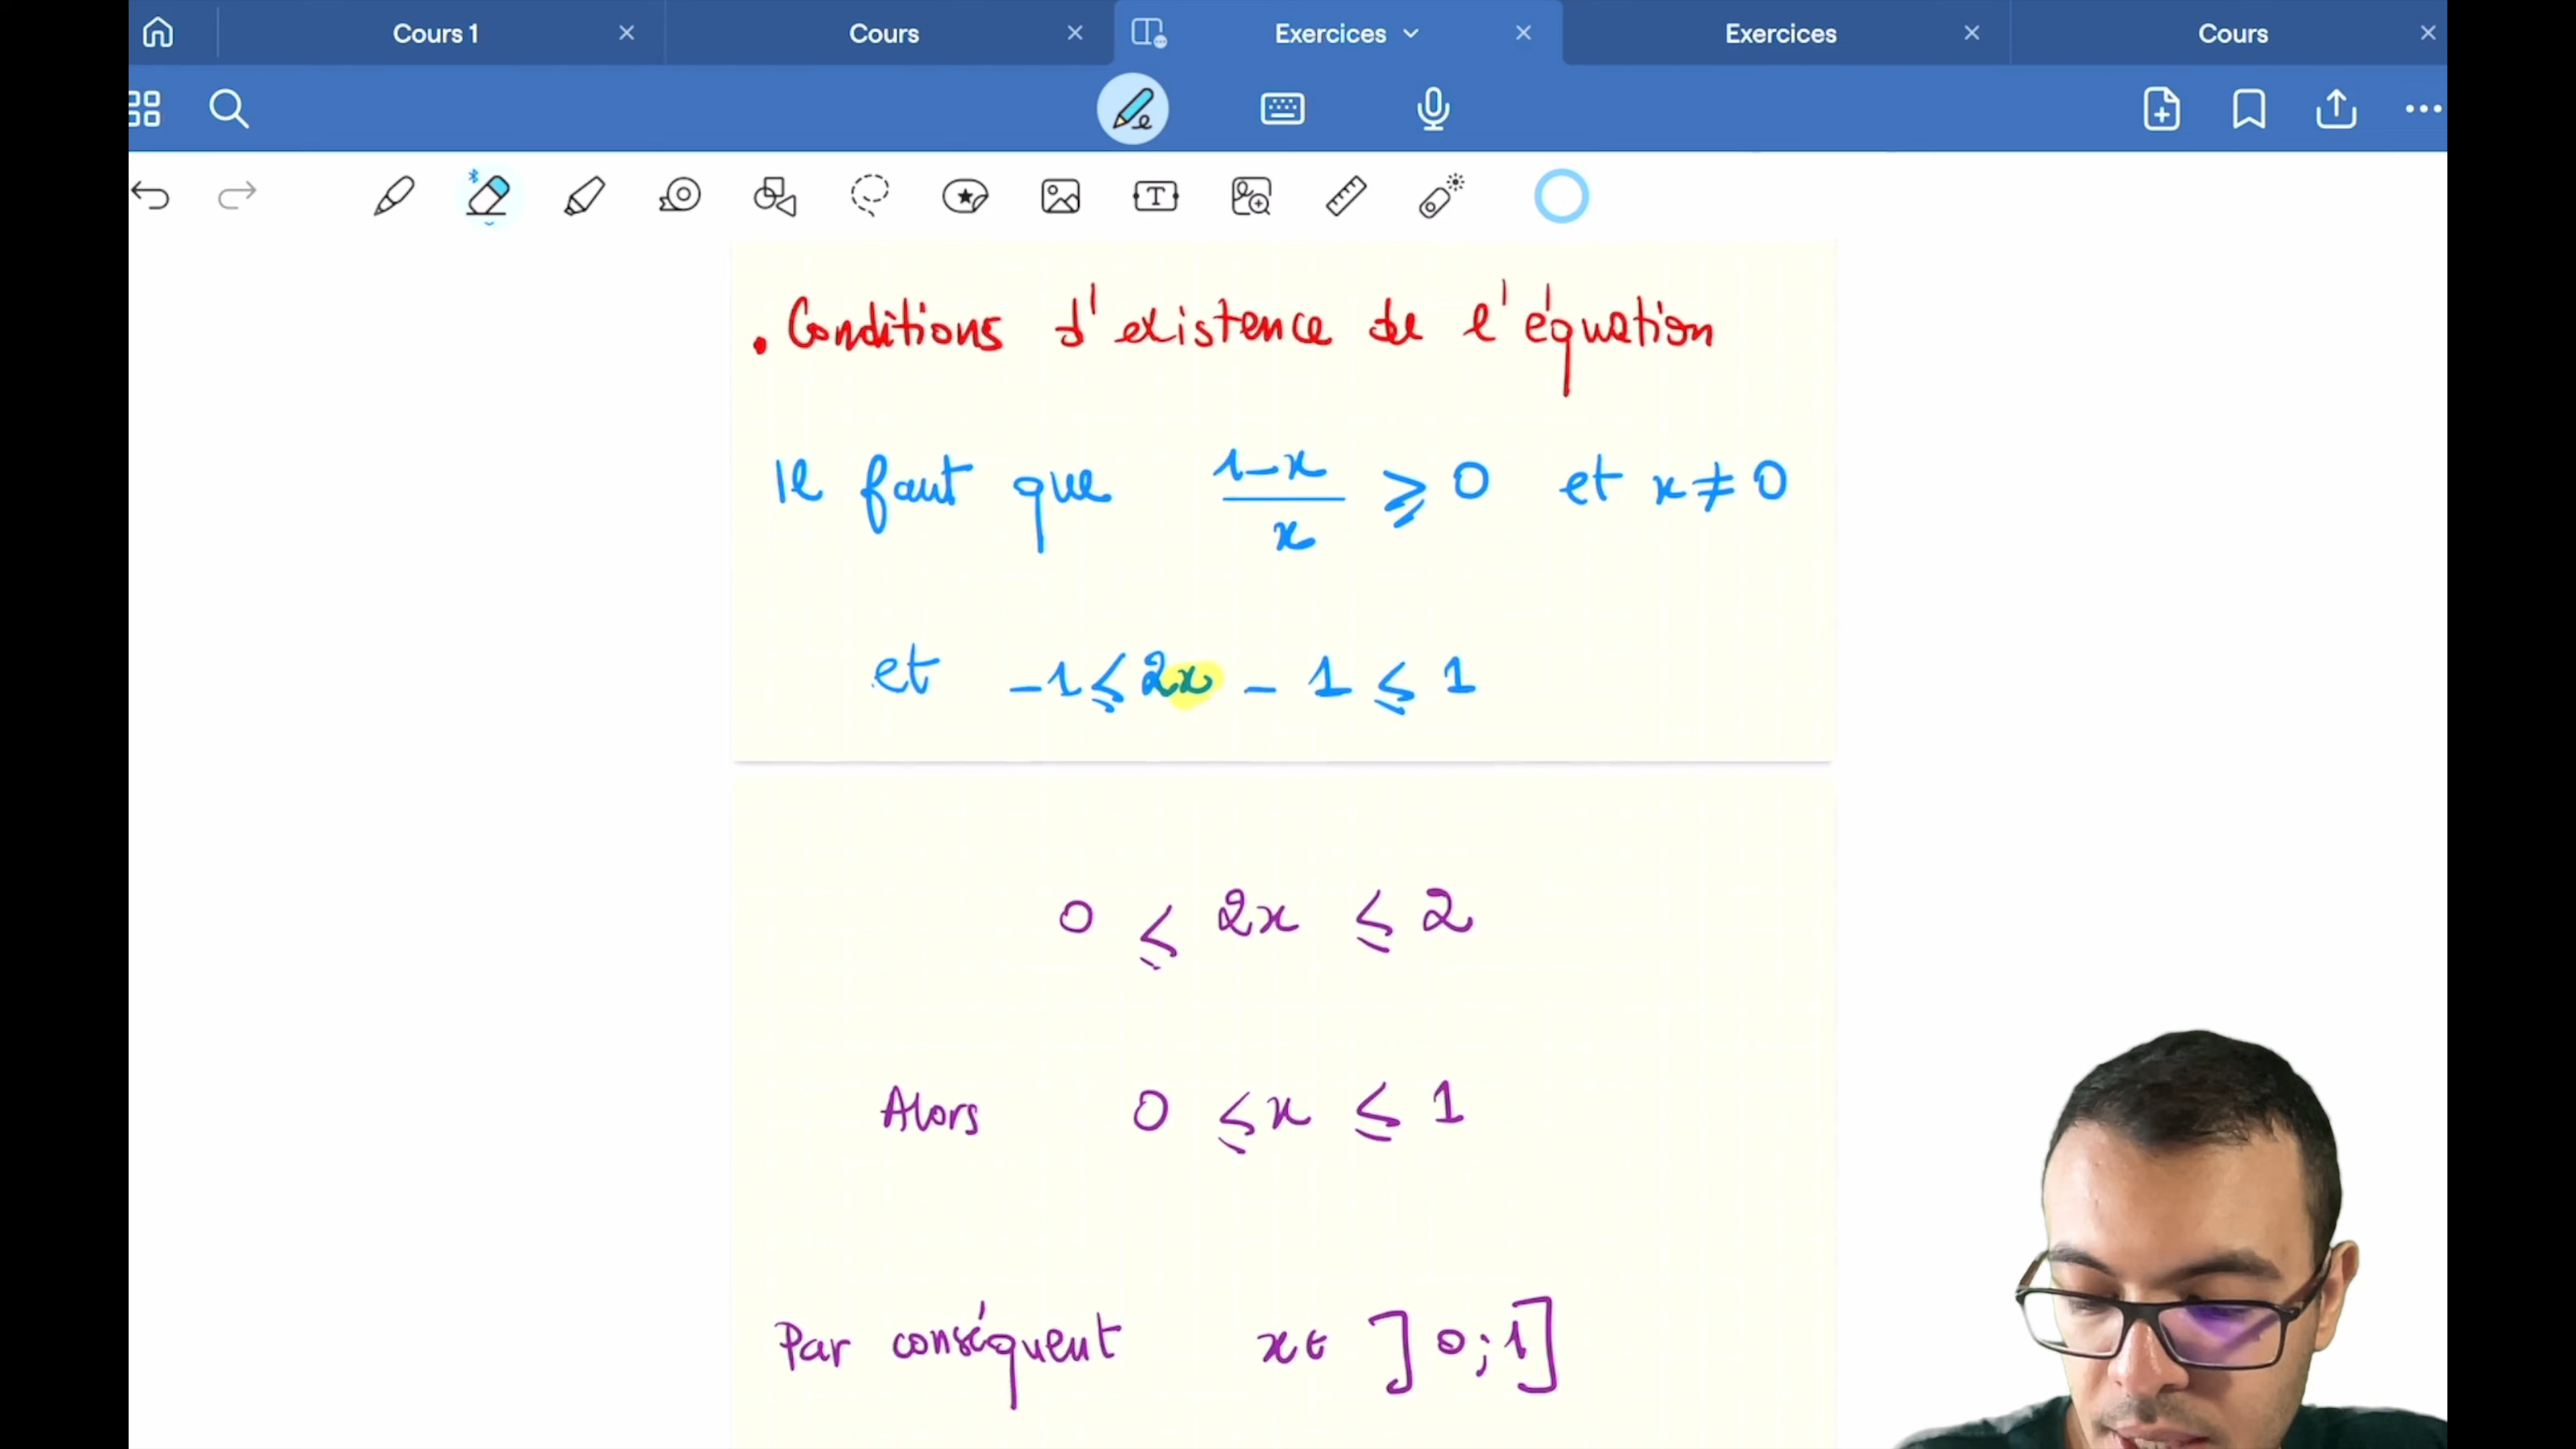 Cours 1
Cours
Exercices
Exercices
Cours
. Conditions d'existence de l'équation
Il faut que (1-x)/x ⩾ 0 et x ≠ 0
et -1 ≤ 2x - 1 ≤ 1
0 ≤ 2x ≤ 2
Alors 0 ≤ x ≤ 1
Par conséquent x ∈ ]0;1]